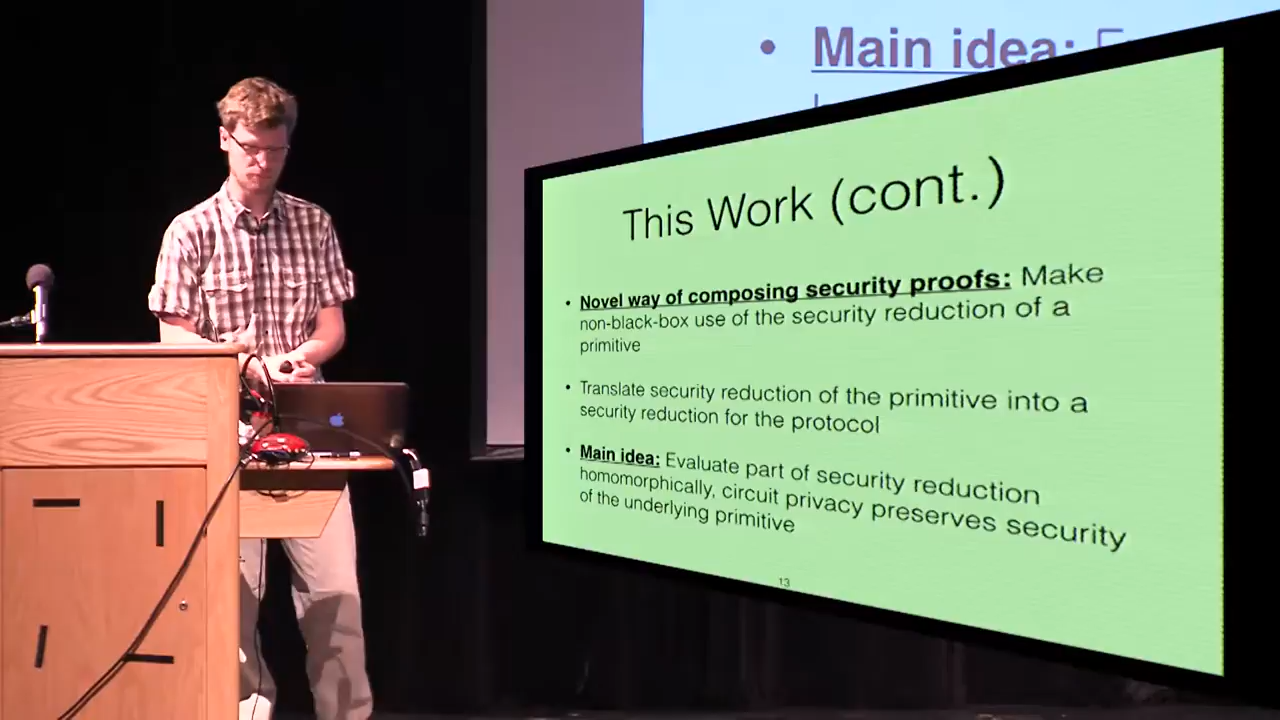 • Main idea:
This Work (cont.)
• Novel way of composing security proofs: Make
non-black-box use of the security reduction of a
primitive
• Translate security reduction of the primitive into a
security reduction for the protocol
• Main idea: Evaluate part of security reduction
homomorphically, circuit privacy preserves security
of the underlying primitive
13